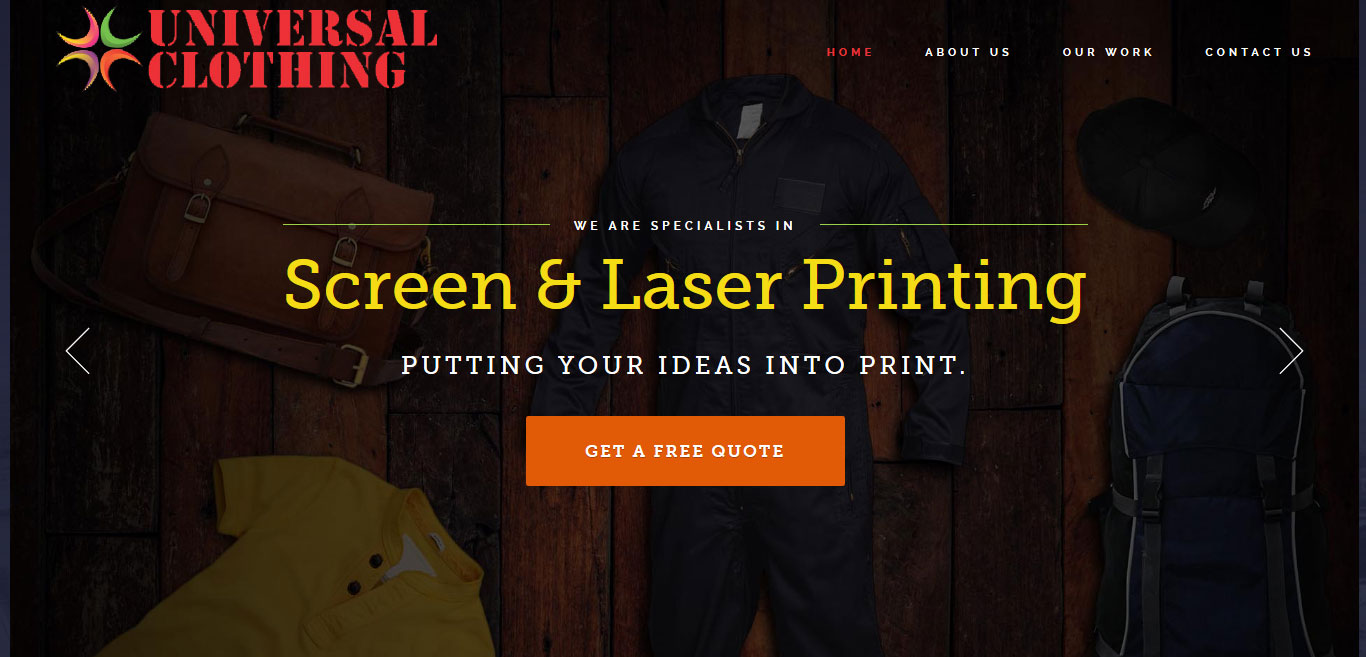 UNIVERSAL
CLOTHING
HOME ABOUT US OUR WORK CONTACT US
WE ARE SPECIALISTS IN
Screen & Laser Printing
PUTTING YOUR IDEAS INTO PRINT.
GET A FREE QUOTE